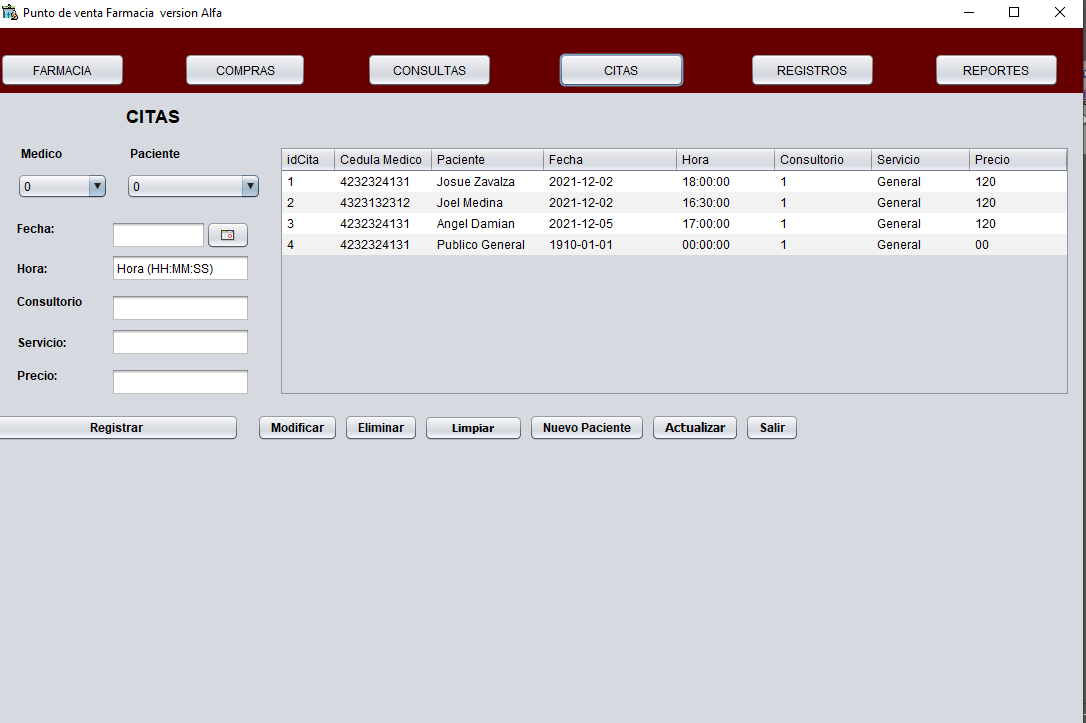 Punto de venta Farmacia version Alfa
FARMACIA COMPRAS CONSULTAS CITAS REGISTROS REPORTES
CITAS
Medico Paciente
0 0
Fecha:
Hora: Hora (HH:MM:SS)
Consultorio
Servicio:
Precio:
idCita Cedula Medico Paciente Fecha Hora Consultorio Servicio Precio
1 4232324131 Josue Zavalza 2021-12-02 18:00:00 1 General 120
2 4323132312 Joel Medina 2021-12-02 16:30:00 1 General 120
3 4232324131 Angel Damian 2021-12-05 17:00:00 1 General 120
4 4232324131 Publico General 1910-01-01 00:00:00 1 General 00
Registrar Modificar Eliminar Limpiar Nuevo Paciente Actualizar Salir